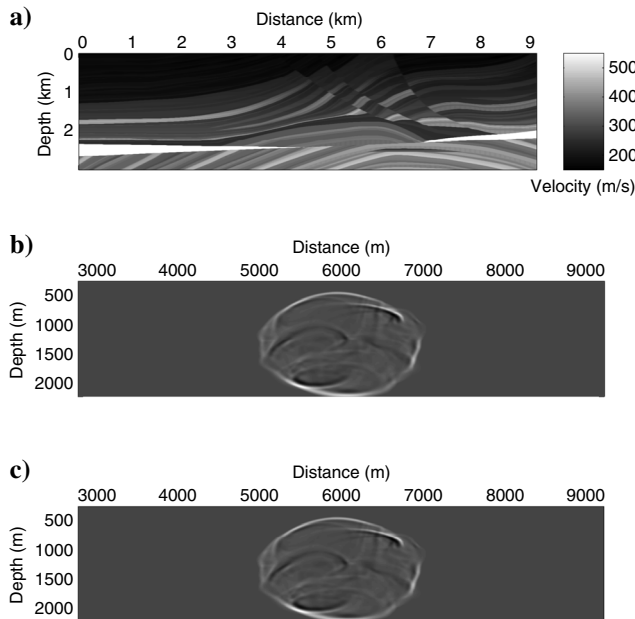 a)
Distance (km)
0 1 2 3 4 5 6 7 8 9
Depth (km)
0
1
2
500
400
300
200
Velocity (m/s)
b)
Distance (m)
3000 4000 5000 6000 7000 8000 9000
Depth (m)
500
1000
1500
2000
c)
Distance (m)
3000 4000 5000 6000 7000 8000 9000
Depth (m)
500
1000
1500
2000